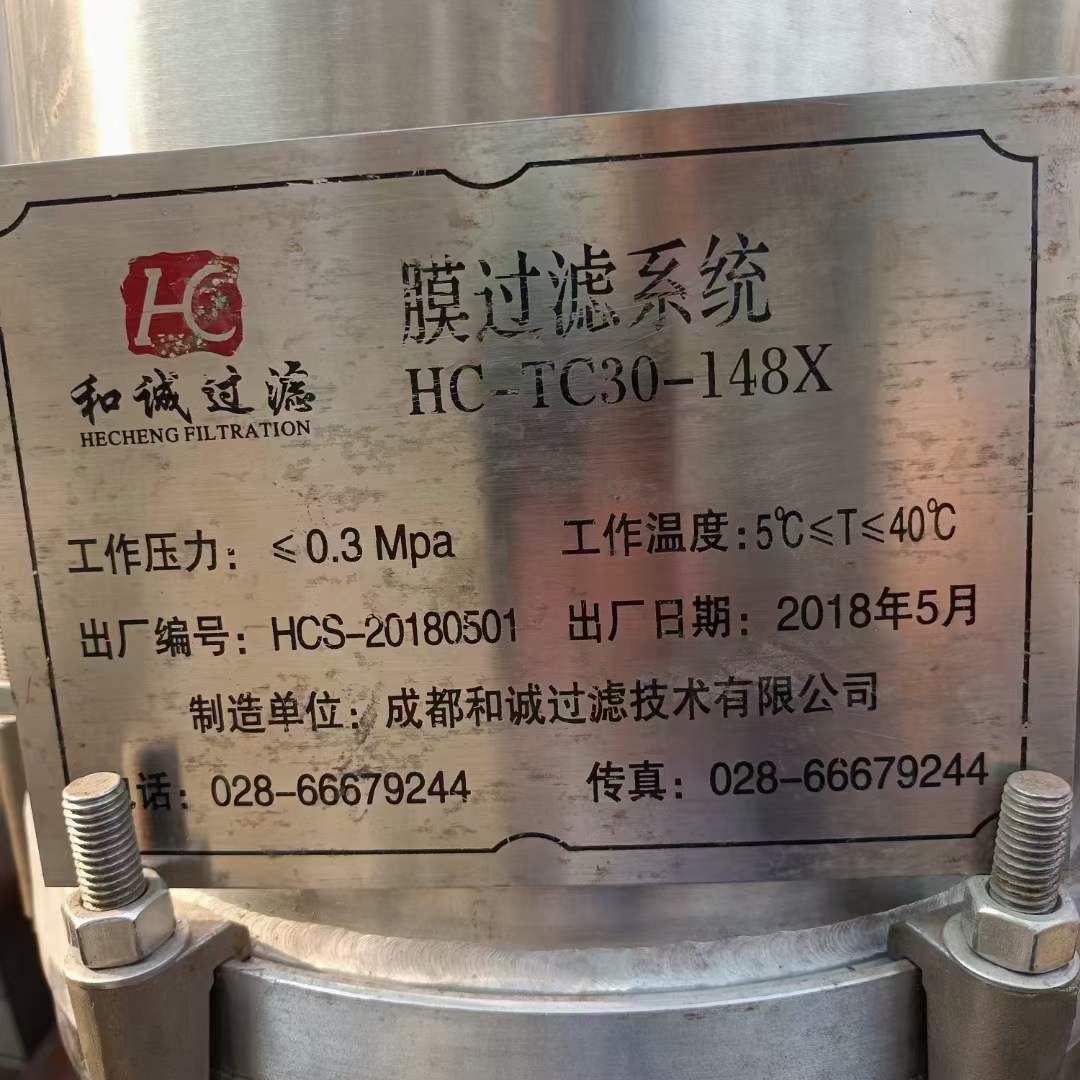 HC
和诚过滤
HECHENG FILTRATION
膜过滤系统
HC-TC30-148X
工作压力：≤0.3 Mpa 工作温度:5℃≤T≤40℃
出厂编号：HCS-20180501 出厂日期：2018年5月
制造单位：成都和诚过滤技术有限公司
话：028-66679244 传真：028-66679244